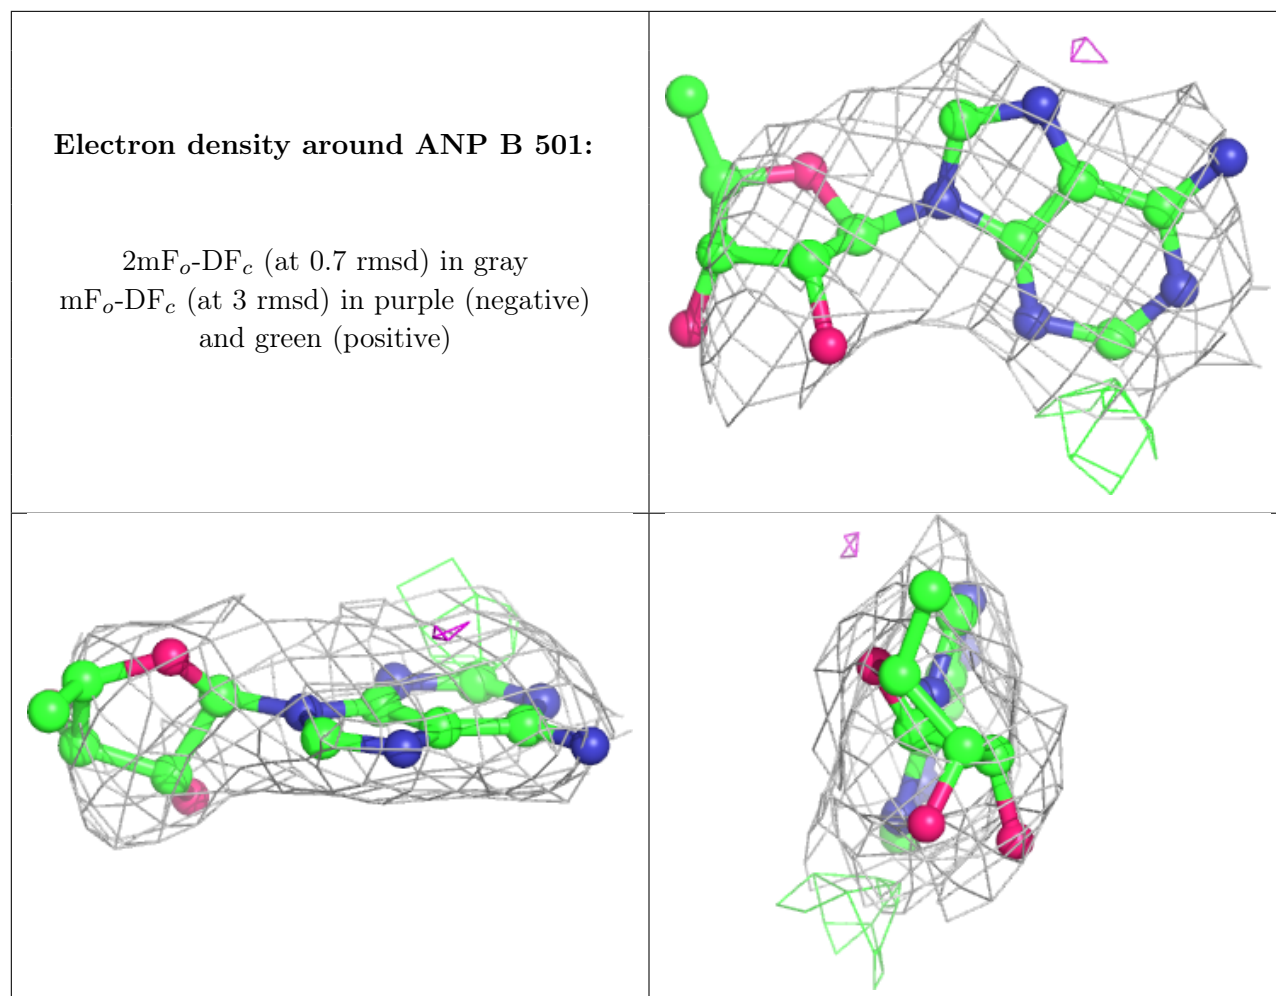 Electron density around ANP B 501:
2mFₒ-DF𝒸 (at 0.7 rmsd) in gray
mFₒ-DF𝒸 (at 3 rmsd) in purple (negative)
and green (positive)